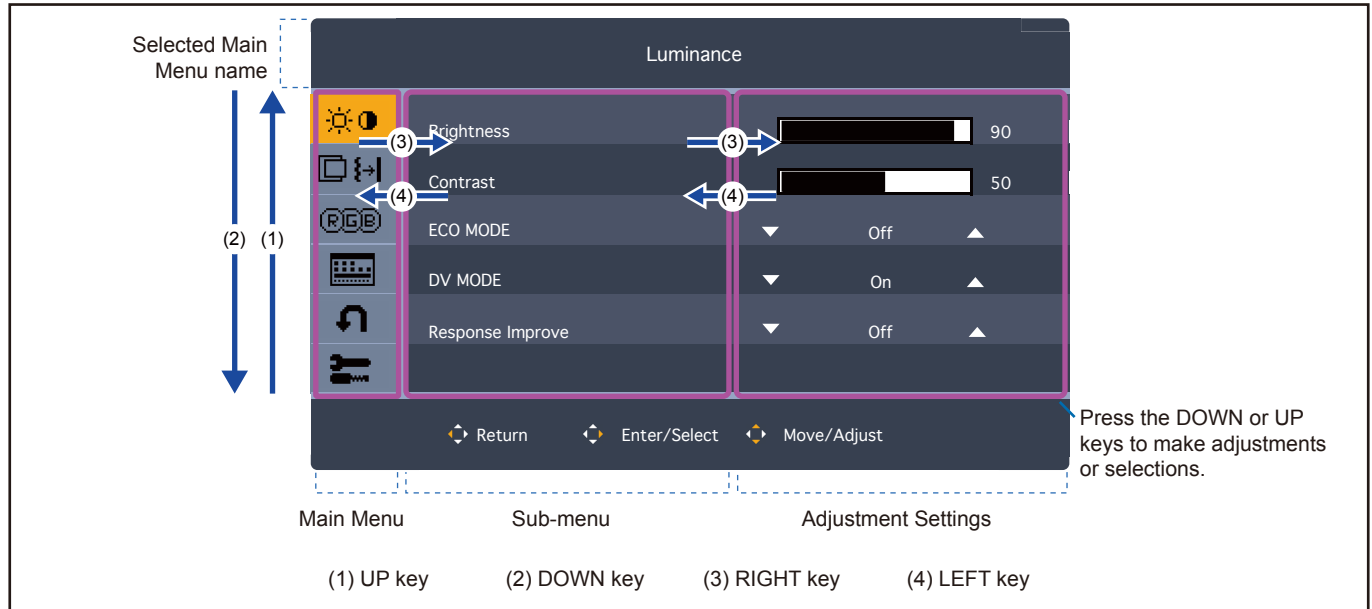 Selected Main
Menu name
Luminance
(2) (1)
Brightness
(3) (3)
90
Contrast
(4) (4)
50
RGB
ECO MODE
Off
DV MODE
On
Response Improve
Off
Return Enter/Select Move/Adjust
Press the DOWN or UP
keys to make adjustments
or selections.
Main Menu Sub-menu Adjustment Settings
(1) UP key (2) DOWN key (3) RIGHT key (4) LEFT key